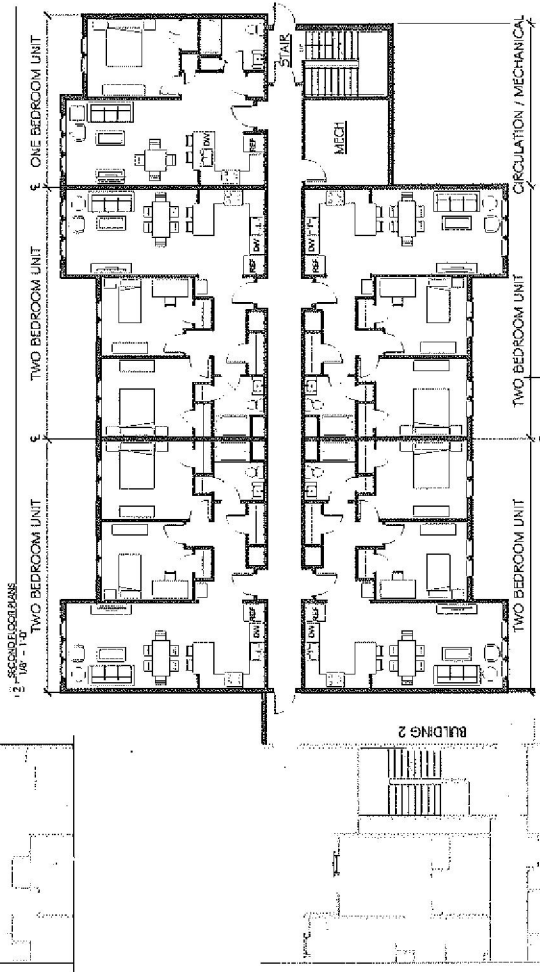 ONE BEDROOM UNIT
TWO BEDROOM UNIT
TWO BEDROOM UNIT
CIRCULATION / MECHANICAL
TWO BEDROOM UNIT
TWO BEDROOM UNIT
STAIR
MECH
DW
REF
REF
DW
DW
REF
REF
DW
DW
REF
SECOND FLOOR PLANS
1/8" = 1'-0"
BUILDING 2